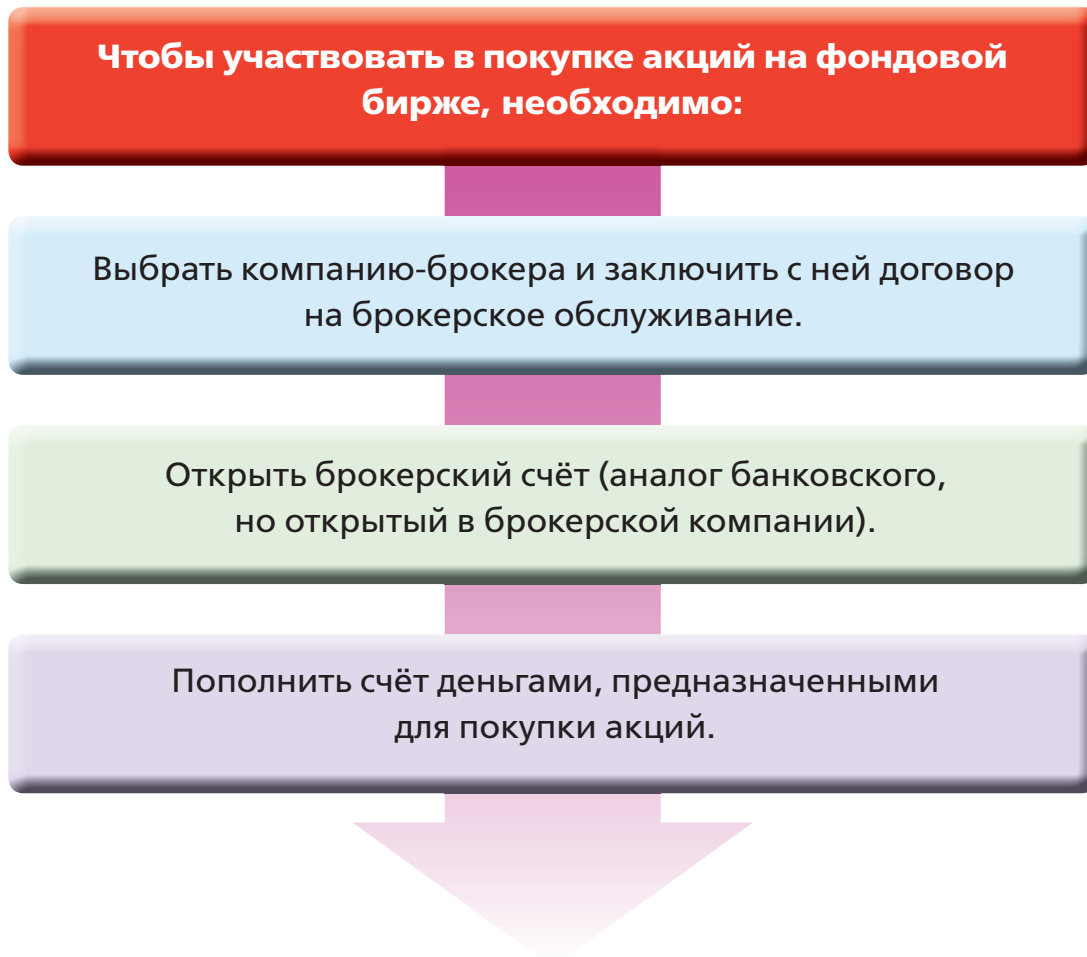 Чтобы участвовать в покупке акций на фондовой
бирже, необходимо:
Выбрать компанию-брокера и заключить с ней договор
на брокерское обслуживание.
Открыть брокерский счёт (аналог банковского,
но открытый в брокерской компании).
Пополнить счёт деньгами, предназначенными
для покупки акций.